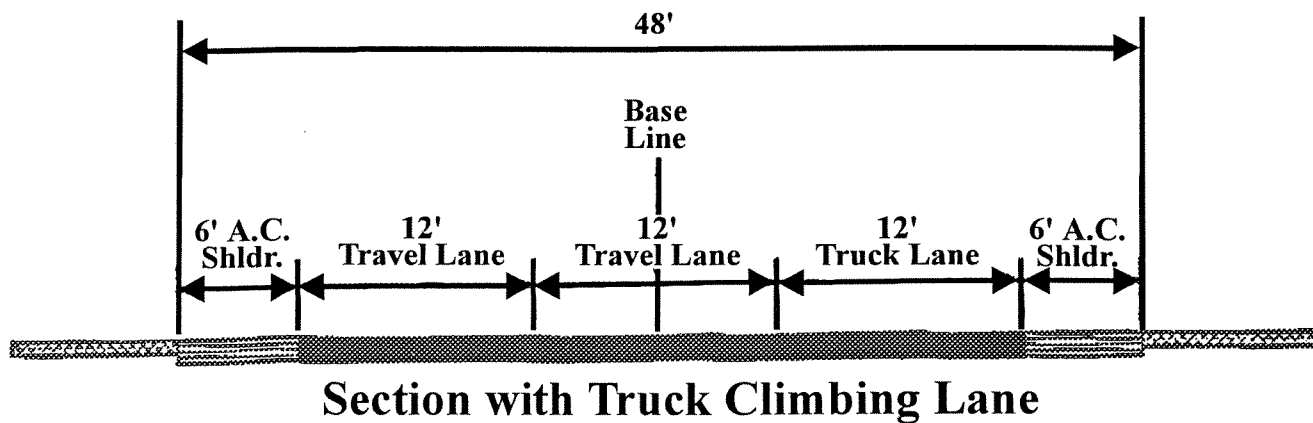 48'
Base
Line
6' A.C.
Shldr.
12'
Travel Lane
12'
Travel Lane
12'
Truck Lane
6' A.C.
Shldr.
Section with Truck Climbing Lane